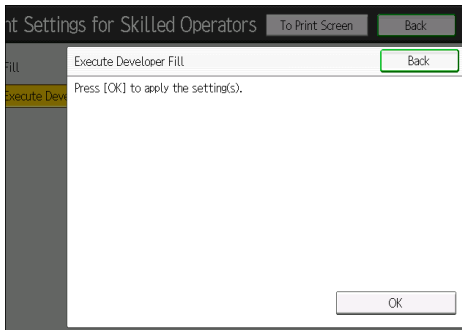 nt Settings for Skilled Operators To Print Screen Back
Fill
Execute Developer Fill Back
Execute Deve
Press [OK] to apply the setting(s).
OK